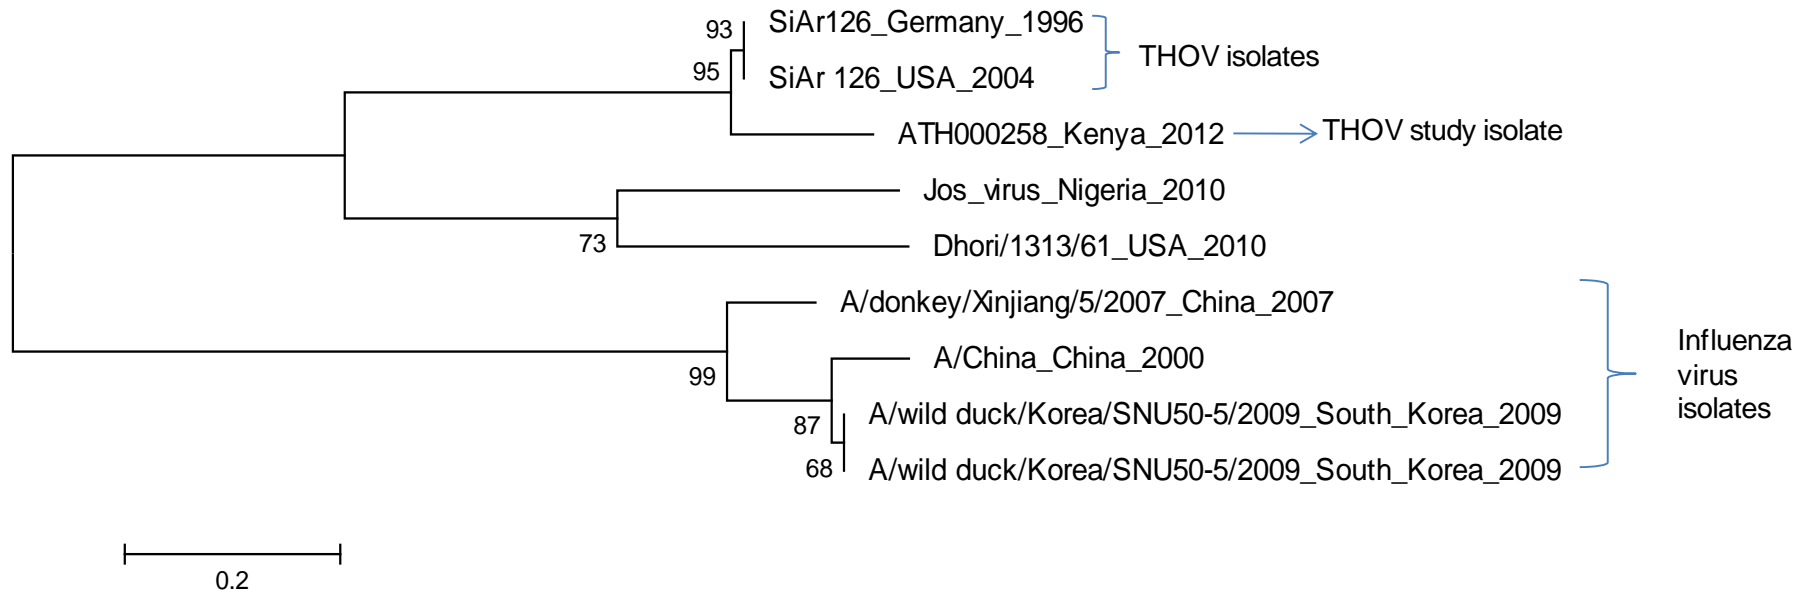 93
SiAr126_Germany_1996
THOV isolates
95
SiAr 126_USA_2004
ATH000258_Kenya_2012
THOV study isolate
Jos_virus_Nigeria_2010
73
Dhori/1313/61_USA_2010
A/donkey/Xinjiang/5/2007_China_2007
99
A/China_China_2000
Influenza
virus
isolates
87
A/wild duck/Korea/SNU50-5/2009_South_Korea_2009
68
A/wild duck/Korea/SNU50-5/2009_South_Korea_2009
0.2